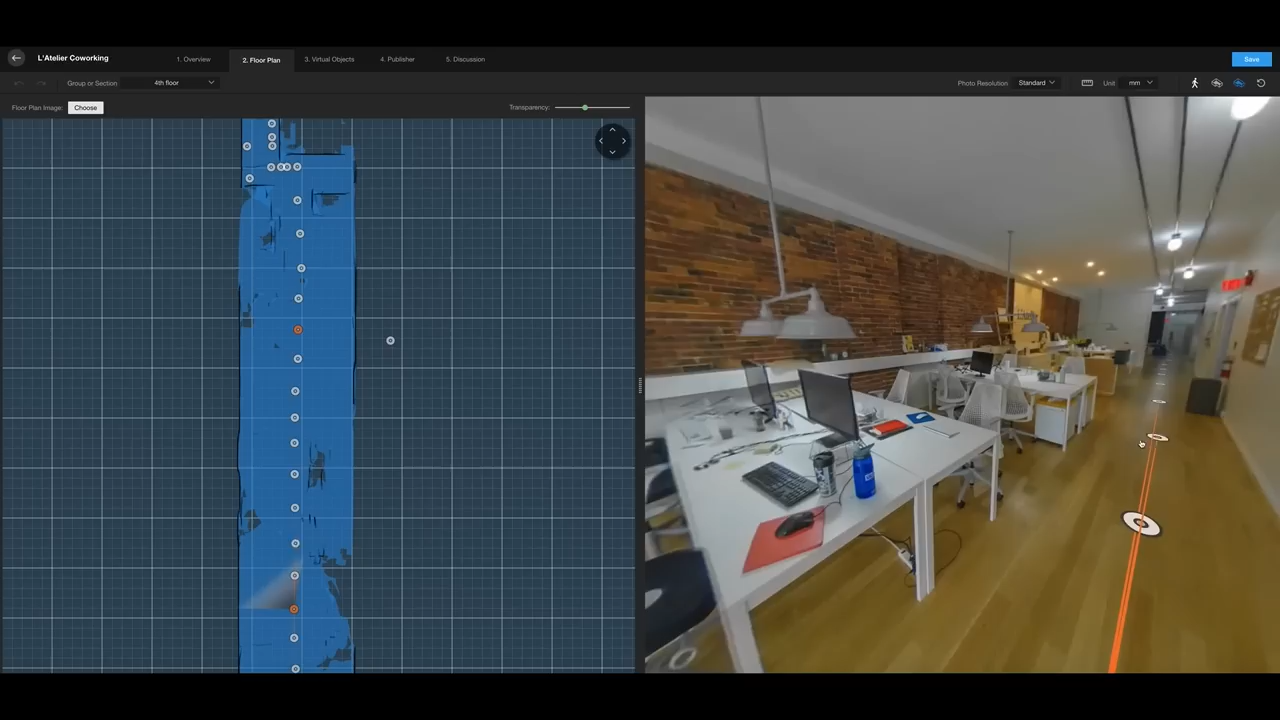 L'Atelier Coworking
1. Overview
2. Floor Plan
3. Virtual Objects
4. Publisher
5. Discussion
Save
Group or Section
4th floor
Photo Resolution
Standard
Unit
mm
Floor Plan Image:
Choose
Transparency: